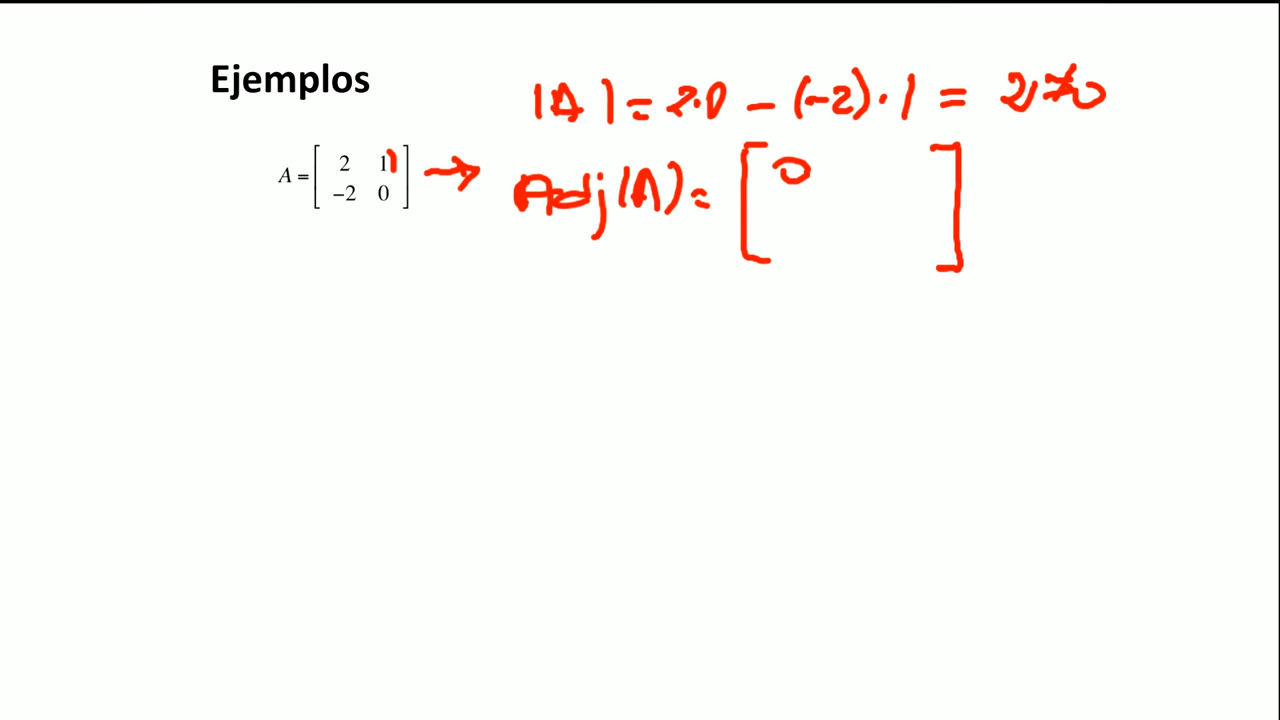 Ejemplos
|A| = 2·0 − (−2)·1 = 2 ≠ 0
A = [ 2 1
−2 0 ]
Adj(A) = [ 0 ]